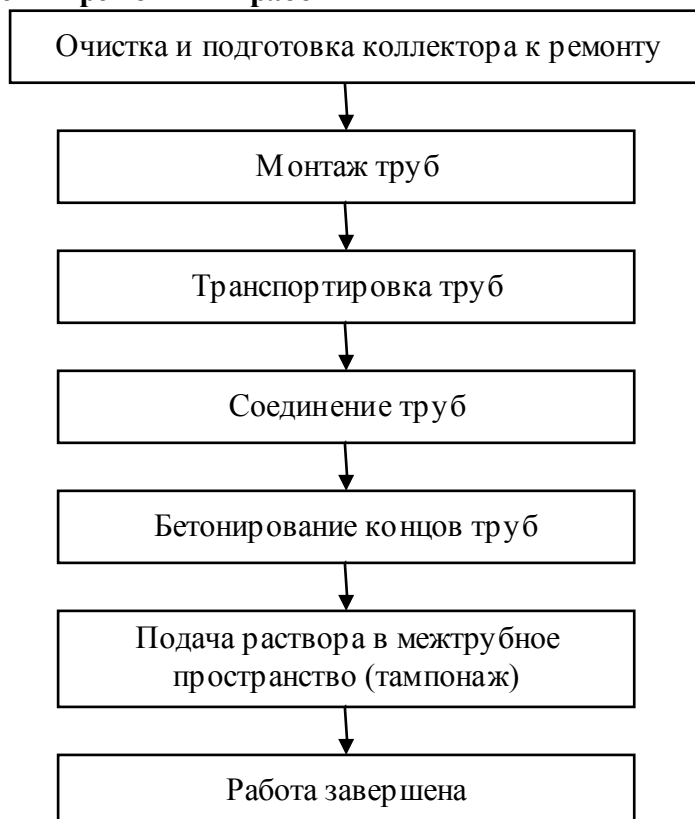 Очистка и подготовка коллектора к ремонту
Монтаж труб
Транспортировка труб
Соединение труб
Бетонирование концов труб
Подача раствора в межтрубное
пространство (тампонаж)
Работа завершена